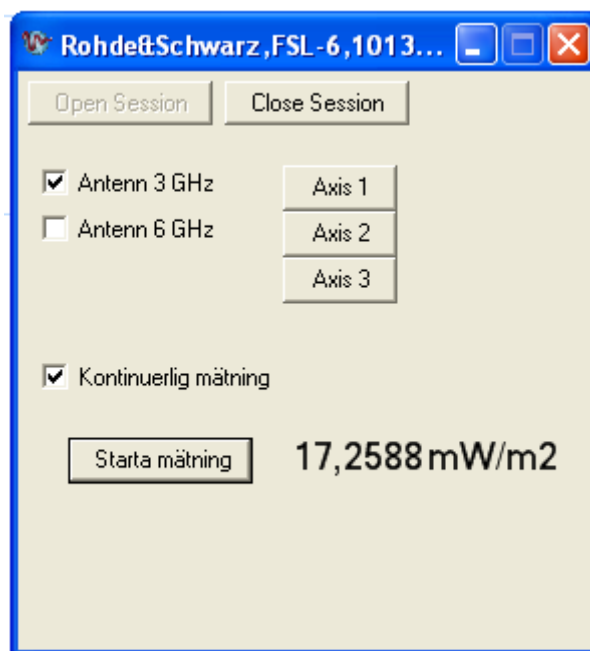 Rohde&Schwarz,FSL-6,1013...
Open Session Close Session
Antenn 3 GHz Axis 1
Antenn 6 GHz Axis 2
Axis 3
Kontinuerlig mätning
Starta mätning 17,2588 mW/m2